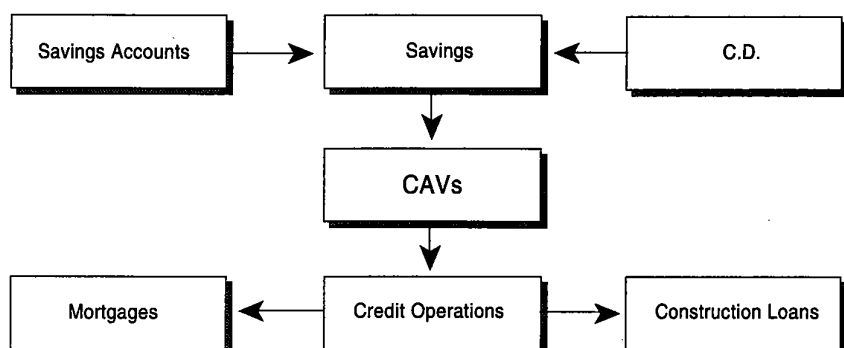 Savings Accounts
Savings
C.D.
CAVs
Mortgages
Credit Operations
Construction Loans